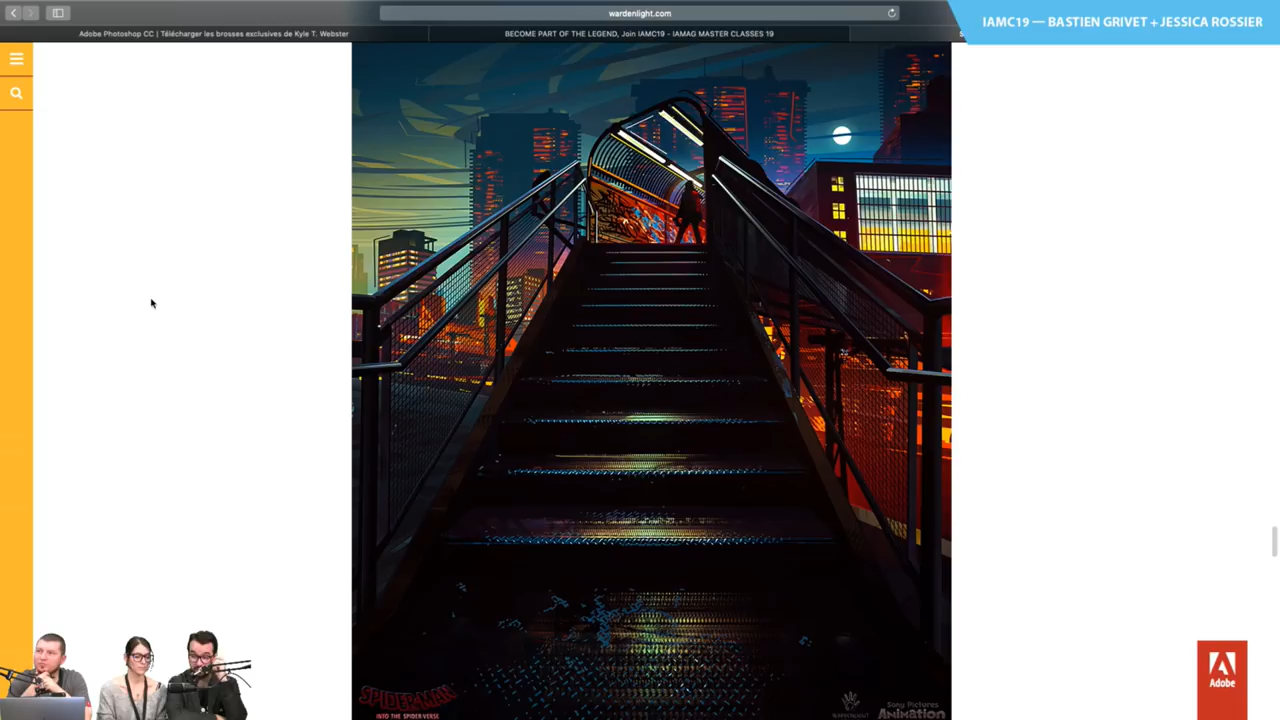 wardenlight.com
IAMC19 — BASTIEN GRIVET + JESSICA ROSSIER
Adobe Photoshop CC | Télécharger les brosses exclusives de Kyle T. Webster
BECOME PART OF THE LEGEND, Join IAMC19 - IAMAG MASTER CLASSES 19
S
SPIDER-MAN
INTO THE SPIDER-VERSE
Sony Pictures
ANIMATION
Adobe